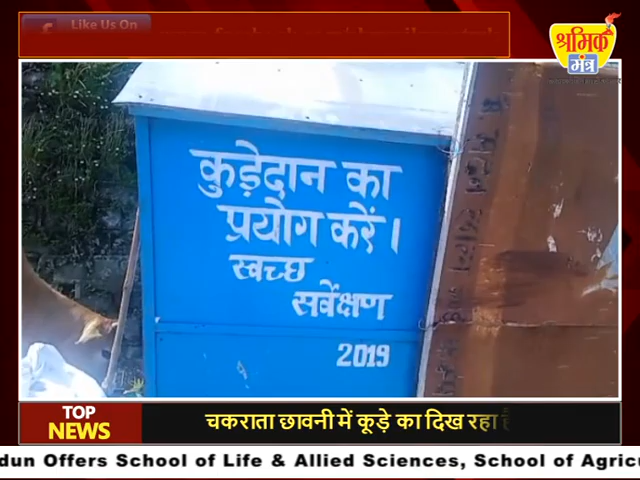 Like Us On
श्रमिक
मंत्र
कुड़ेदान का
प्रयोग करें।
स्वच्छ
सर्वेक्षण
2019
TOP
NEWS
चकराता छावनी में कूड़े का दिख रहा
dun Offers School of Life & Allied Sciences, School of Agricu